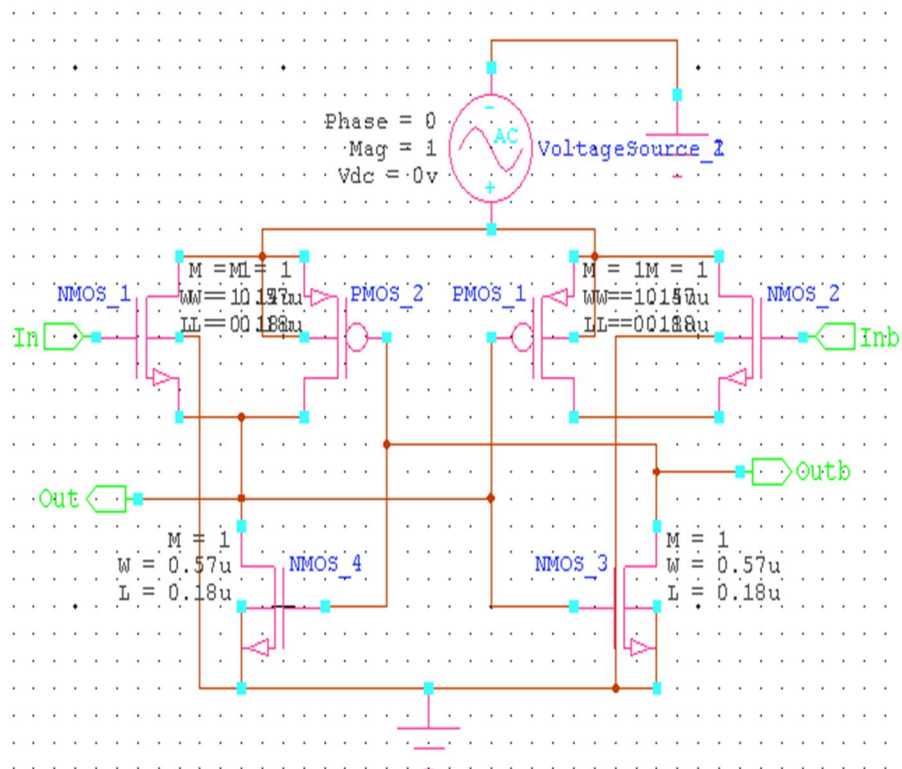 Phase = 0
Mag = 1
Vdc = 0v
AC
-
+
NMOS_1
PMOS_2
PMOS_1
NMOS_2
In
Inb
Out
Outb
M = 1
W = 0.57u
L = 0.18u
NMOS_4
NMOS_3
M = 1
W = 0.57u
L = 0.18u